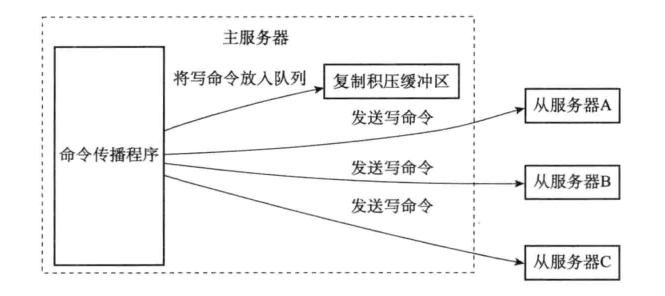 主服务器
将写命令放入队列
复制积压缓冲区
发送写命令
从服务器A
命令传播程序
发送写命令
从服务器B
发送写命令
从服务器C